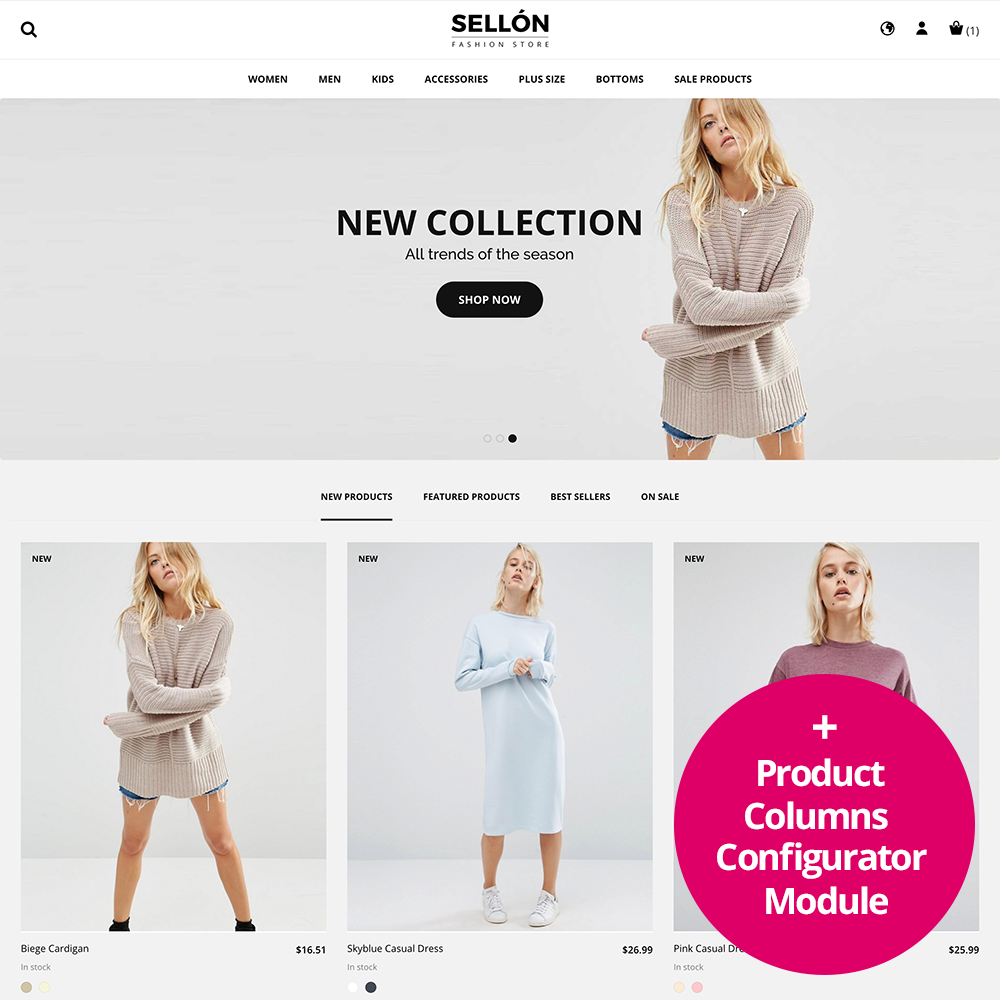 SELLÓN
FASHION STORE
(1)
WOMEN MEN KIDS ACCESSORIES PLUS SIZE BOTTOMS SALE PRODUCTS
NEW COLLECTION
All trends of the season
SHOP NOW
NEW PRODUCTS FEATURED PRODUCTS BEST SELLERS ON SALE
NEW NEW NEW
+
Product
Columns
Configurator
Module
Biege Cardigan $16.51
In stock
Skyblue Casual Dress $26.99
In stock
Pink Casual $25.99
In stock